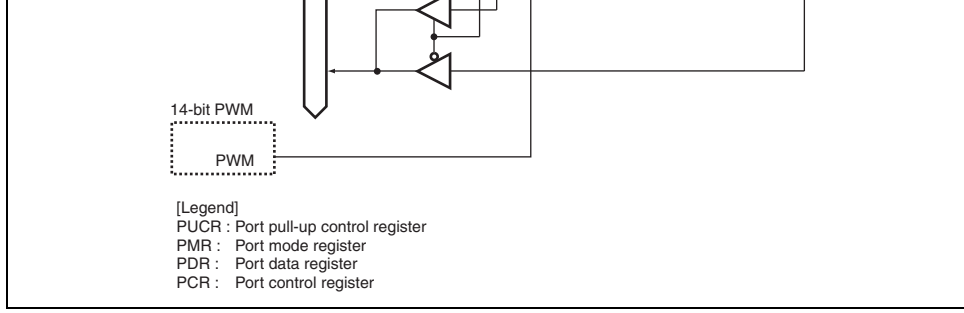 14-bit PWM
PWM
[Legend]
PUCR : Port pull-up control register
PMR : Port mode register
PDR : Port data register
PCR : Port control register